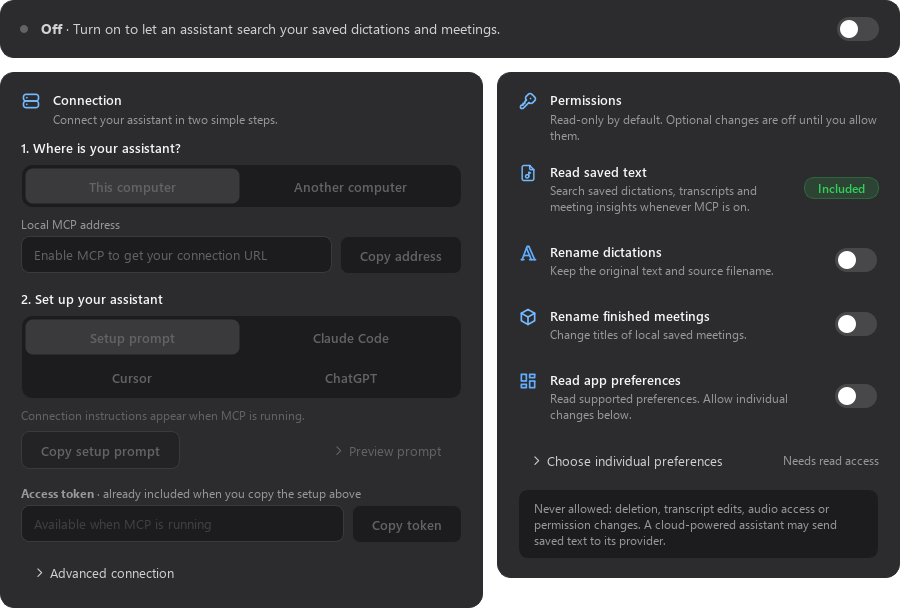 Off · Turn on to let an assistant search your saved dictations and meetings.
Connection
Connect your assistant in two simple steps.
1. Where is your assistant?
This computer
Another computer
Local MCP address
Enable MCP to get your connection URL
Copy address
2. Set up your assistant
Setup prompt
Claude Code
Cursor
ChatGPT
Connection instructions appear when MCP is running.
Copy setup prompt
Preview prompt
Access token · already included when you copy the setup above
Available when MCP is running
Copy token
Advanced connection
Permissions
Read-only by default. Optional changes are off until you allow
them.
Read saved text
Search saved dictations, transcripts and
meeting insights whenever MCP is on.
Included
Rename dictations
Keep the original text and source filename.
Rename finished meetings
Change titles of local saved meetings.
Read app preferences
Read supported preferences. Allow individual
changes below.
Choose individual preferences
Needs read access
Never allowed: deletion, transcript edits, audio access or
permission changes. A cloud-powered assistant may send
saved text to its provider.